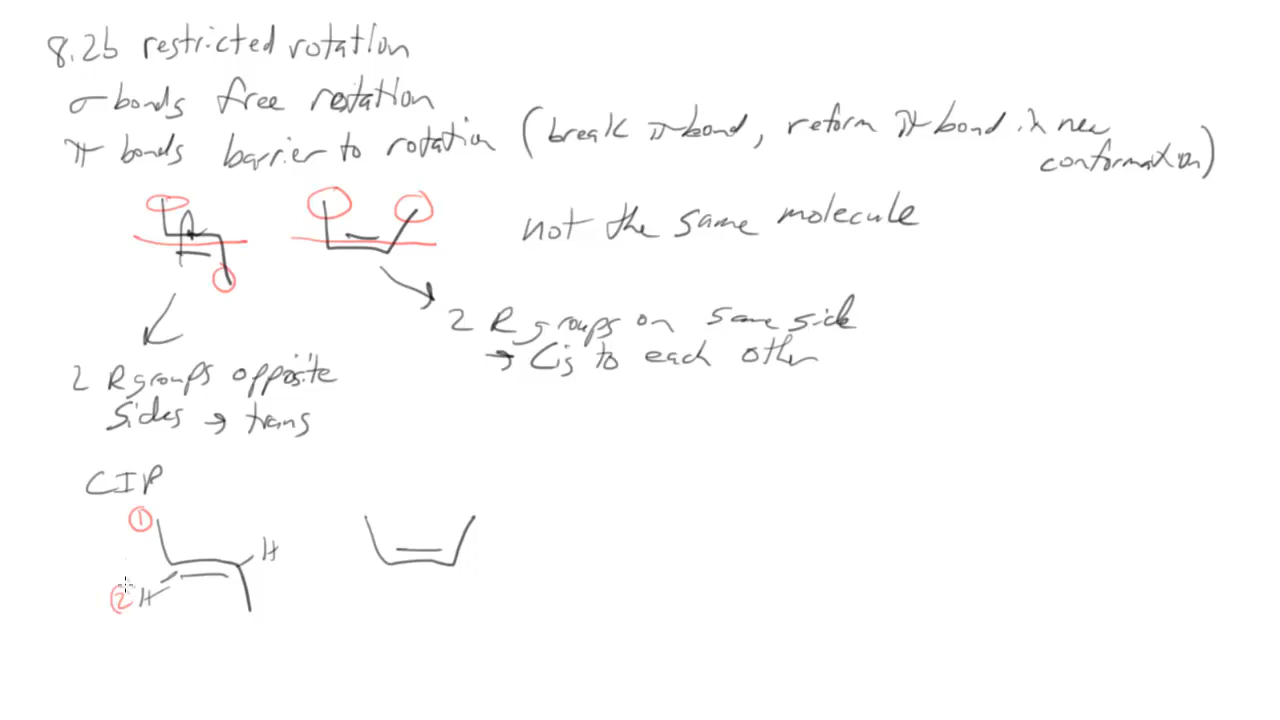 8.2b restricted rotation
σ bonds free rotation
π bonds barrier to rotation (break π bond, reform π bond in new
conformation)
not the same molecule
2 R groups on same side
→ Cis to each other
2 R groups opposite
sides → trans
CIP
①
H
② H